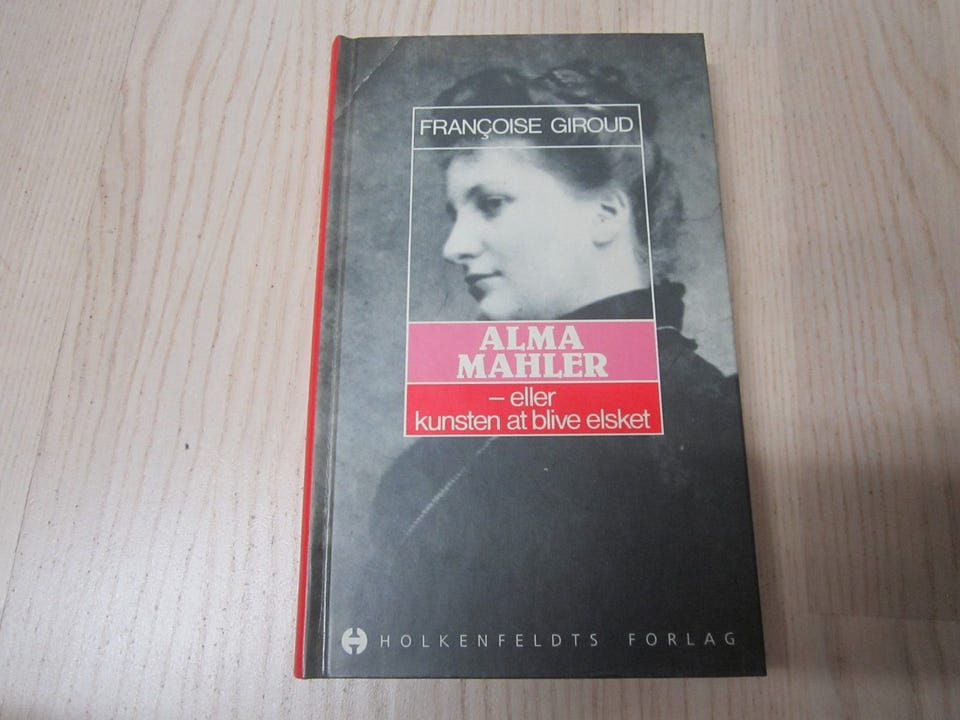 FRANÇOISE GIROUD
ALMA
MAHLER
– eller
kunsten at blive elsket
HOLKENFELDTS FORLAG